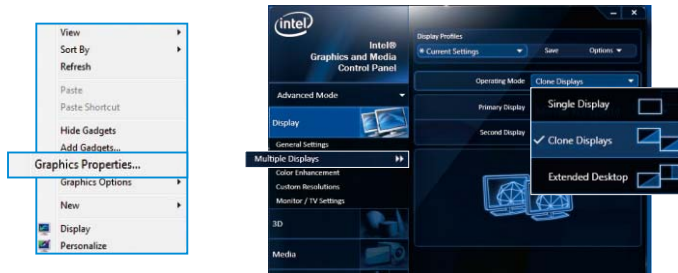 View
Sort By
Refresh
Paste
Paste Shortcut
Hide Gadgets
Add Gadgets...
Graphics Properties...
Graphics Options
New
Display
Personalize
intel
Intel®
Graphics and Media
Control Panel
Advanced Mode
Display
General Settings
Multiple Displays
Color Enhancement
Custom Resolutions
Monitor / TV Settings
3D
Media
Display Profiles
* Current Settings
Save
Options
Operating Mode
Clone Displays
Primary Display
Second Display
Single Display
✓ Clone Displays
Extended Desktop